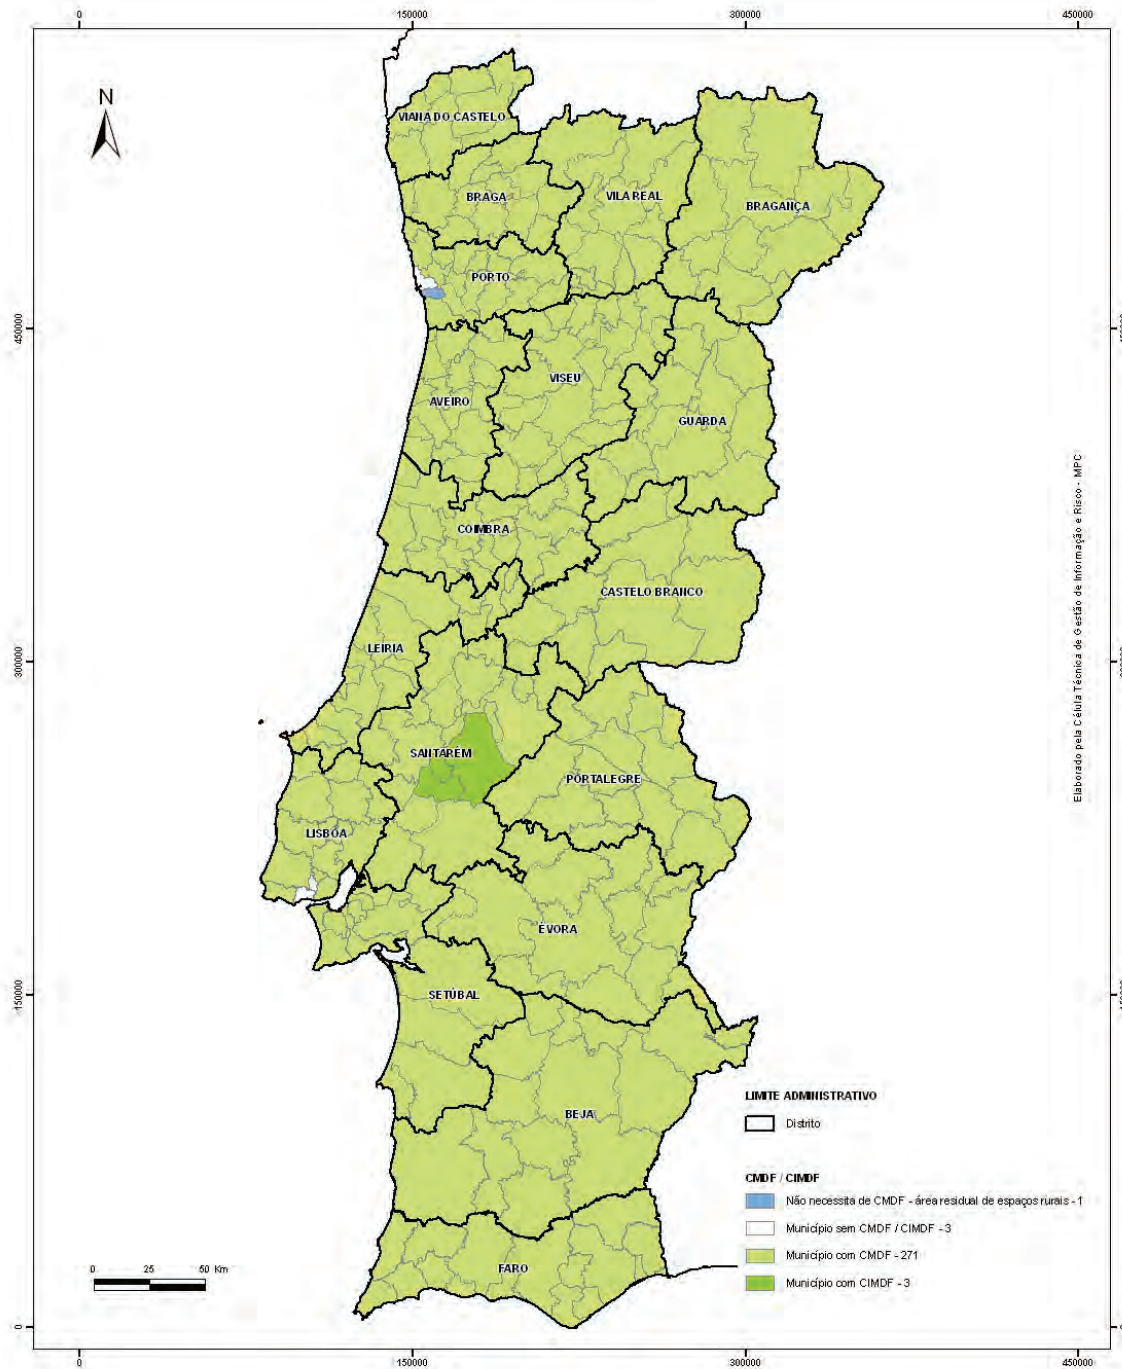 0 150000 300000 450000
N
VIANA DO CASTELO
BRAGA
VILA REAL
BRAGANÇA
PORTO
450000
VISEU
AVEIRO
GUARDA
COIMBRA
CASTELO BRANCO
LEIRIA
300000
SANTARÉM
PORTALEGRE
LISBOA
ÉVORA
SETÚBAL
150000
BEJA
FARO
Elaborado pela Célula Técnica de Gestão de Informação e Risco - MPC
LIMITE ADMINISTRATIVO
Distrito
CMDF / CIMDF
Não necessita de CMDF - área residual de espaços rurais - 1
Município sem CMDF / CIMDF - 3
Município com CMDF - 271
Município com CIMDF - 3
0 25 50 Km
0
0
0 150000 300000 450000